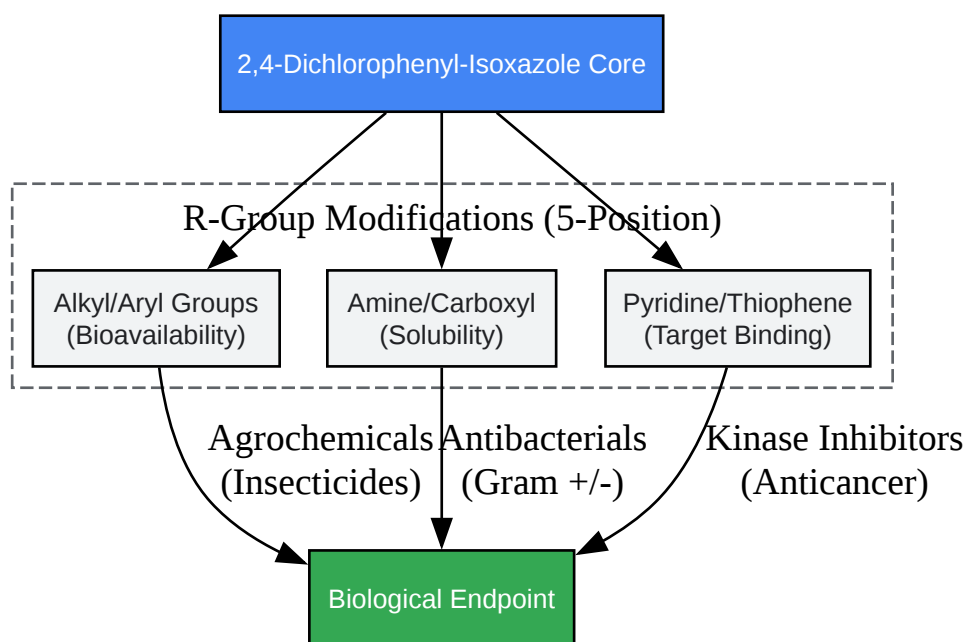 2,4-Dichlorophenyl-Isoxazole Core
R-Group Modifications (5-Position)
Alkyl/Aryl Groups
(Bioavailability)
Amine/Carboxyl
(Solubility)
Pyridine/Thiophene
(Target Binding)
Agrochemicals
(Insecticides)
Antibacterials
(Gram +/-)
Kinase Inhibitors
(Anticancer)
Biological Endpoint